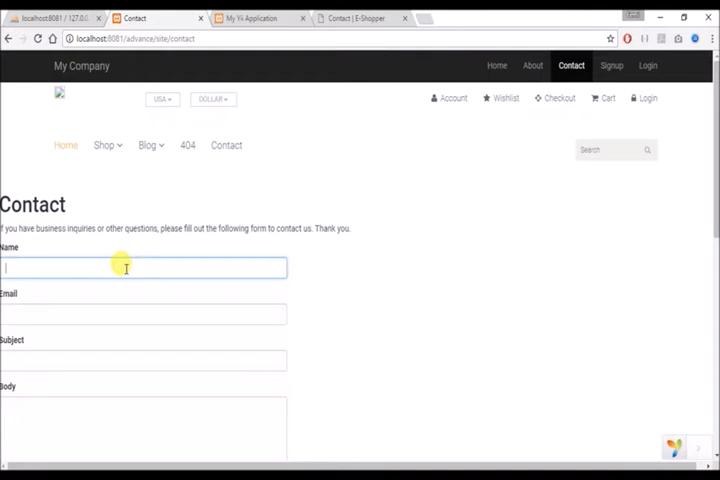 localhost:8081 / 127.0.0 Contact My Yii Application Contact | E-Shopper
localhost:8081/advance/site/contact
My Company Home About Contact Signup Login
USA DOLLAR Account Wishlist Checkout Cart Login
Home Shop Blog 404 Contact Search
Contact
If you have business inquiries or other questions, please fill out the following form to contact us. Thank you.
Name
Email
Subject
Body